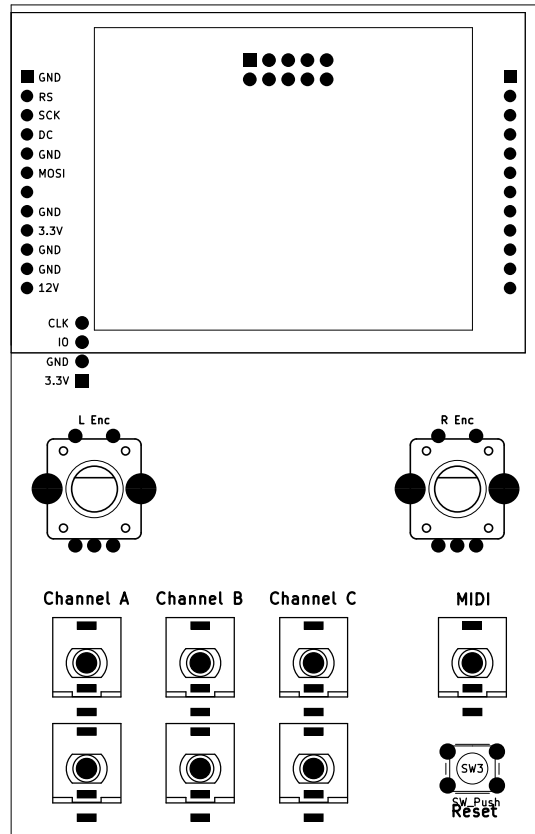 GND
RS
SCK
DC
GND
MOSI
GND
3.3V
GND
GND
12V
CLK
IO
GND
3.3V
L Enc
R Enc
Channel A
Channel B
Channel C
MIDI
SW3
SW_Push
Reset